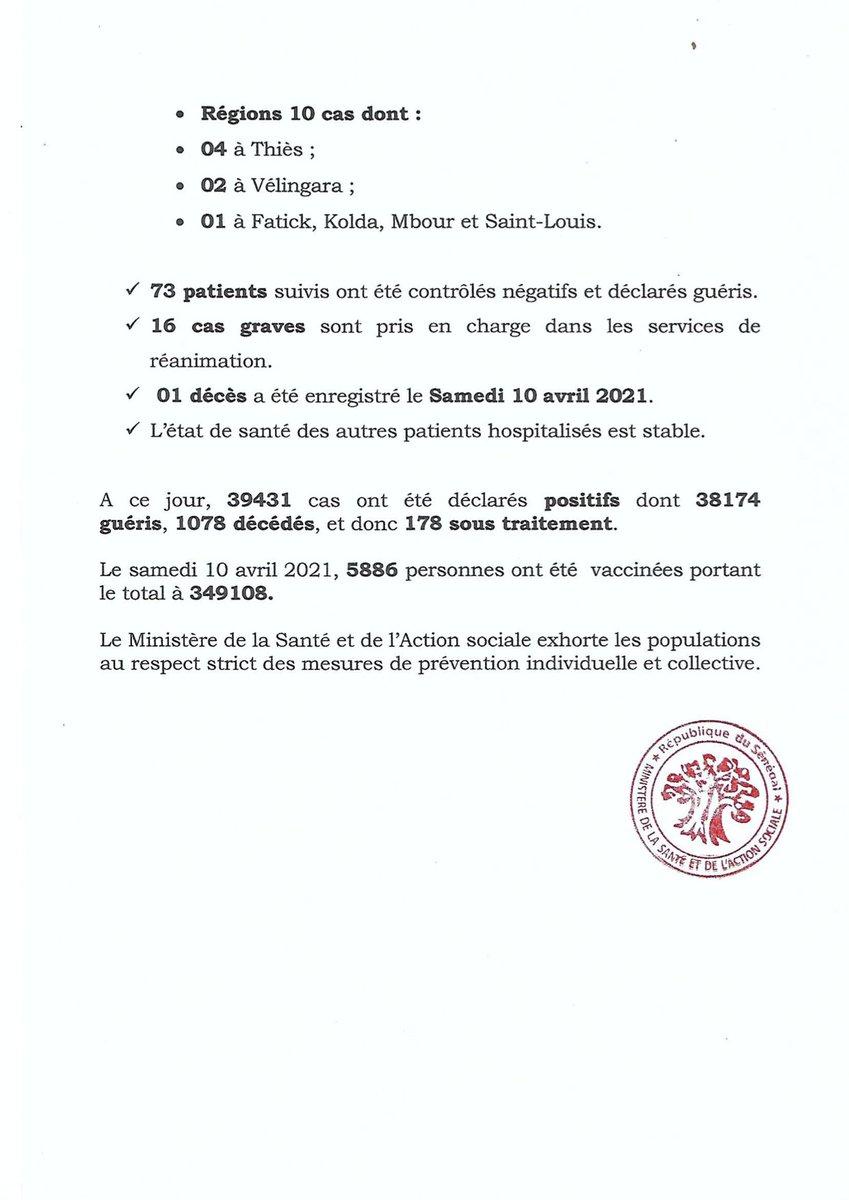 • Régions 10 cas dont :
• 04 à Thiès ;
• 02 à Vélingara ;
• 01 à Fatick, Kolda, Mbour et Saint-Louis.
✓ 73 patients suivis ont été contrôlés négatifs et déclarés guéris.
✓ 16 cas graves sont pris en charge dans les services de
réanimation.
✓ 01 décès a été enregistré le Samedi 10 avril 2021.
✓ L'état de santé des autres patients hospitalisés est stable.
A ce jour, 39431 cas ont été déclarés positifs dont 38174
guéris, 1078 décédés, et donc 178 sous traitement.
Le samedi 10 avril 2021, 5886 personnes ont été vaccinées portant
le total à 349108.
Le Ministère de la Santé et de l'Action sociale exhorte les populations
au respect strict des mesures de prévention individuelle et collective.
★ République du Sénégal ★
MINISTERE DE LA SANTÉ ET DE L'ACTION SOCIALE